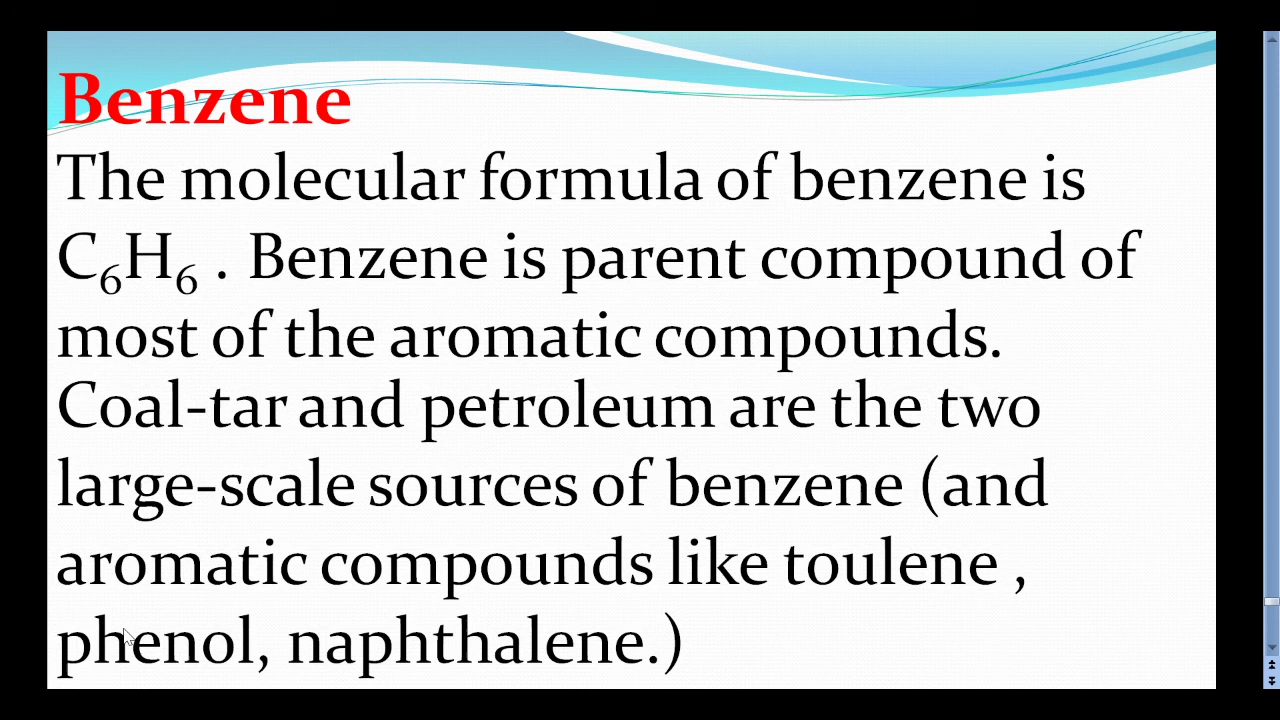 Benzene
The molecular formula of benzene is
C₆H₆ . Benzene is parent compound of
most of the aromatic compounds.
Coal-tar and petroleum are the two
large-scale sources of benzene (and
aromatic compounds like toulene ,
phenol, naphthalene.)